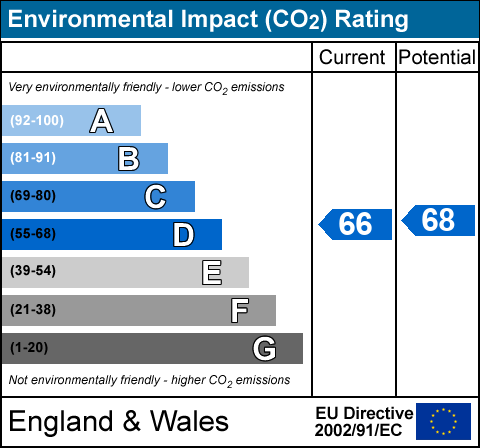 Environmental Impact (CO2) Rating
Current Potential
Very environmentally friendly - lower CO2 emissions
(92-100) A
(81-91) B
(69-80) C
(55-68) D
66 68
(39-54) E
(21-38) F
(1-20) G
Not environmentally friendly - higher CO2 emissions
England & Wales
EU Directive
2002/91/EC